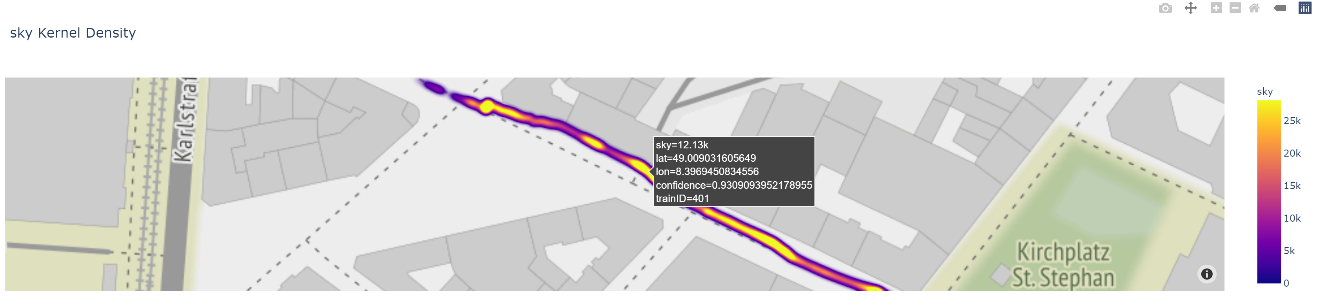 sky Kernel Density
sky
25k
20k
15k
10k
5k
0
Karlstraß
sky=12.13k
lat=49.009031605649
lon=8.3969450834556
confidence=0.9309093952178955
trainID=401
Kirchplatz
St. Stephan